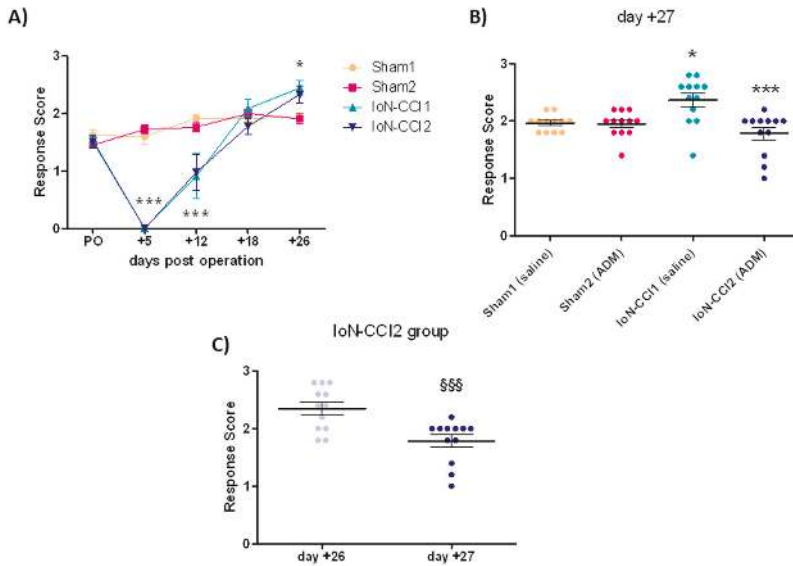 A)
3
2
1
0
Response Score
PO
+5
+12
+18
+26
days post operation
***
***
*
Sham1
Sham2
IoN-CCI1
IoN-CCI2
B)
day +27
3
2
1
0
Response Score
*
***
Sham1 (saline)
Sham2 (ADM)
IoN-CCI1 (saline)
IoN-CCI2 (ADM)
C)
IoN-CCI2 group
3
2
1
0
Response Score
§§§
day +26
day +27